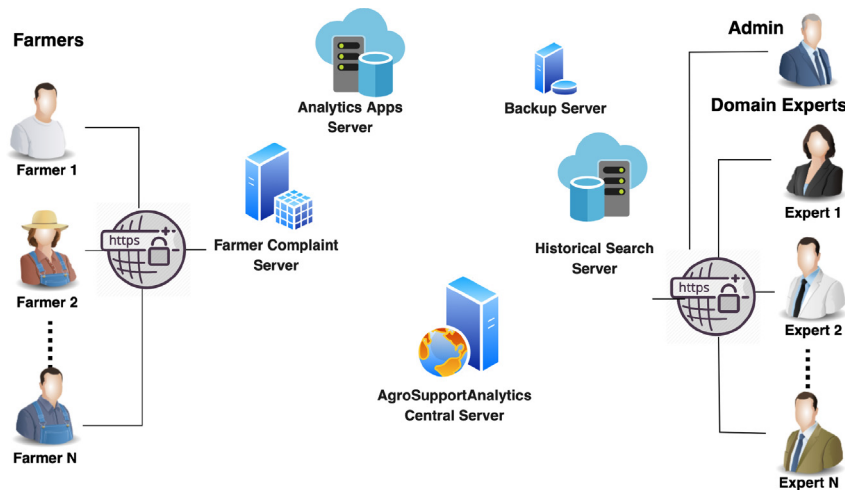 Farmers
Farmer 1
Farmer 2
Farmer N
https
Analytics Apps
Server
Farmer Complaint
Server
Backup Server
Historical Search
Server
AgroSupportAnalytics
Central Server
https
Admin
Domain Experts
Expert 1
Expert 2
Expert N